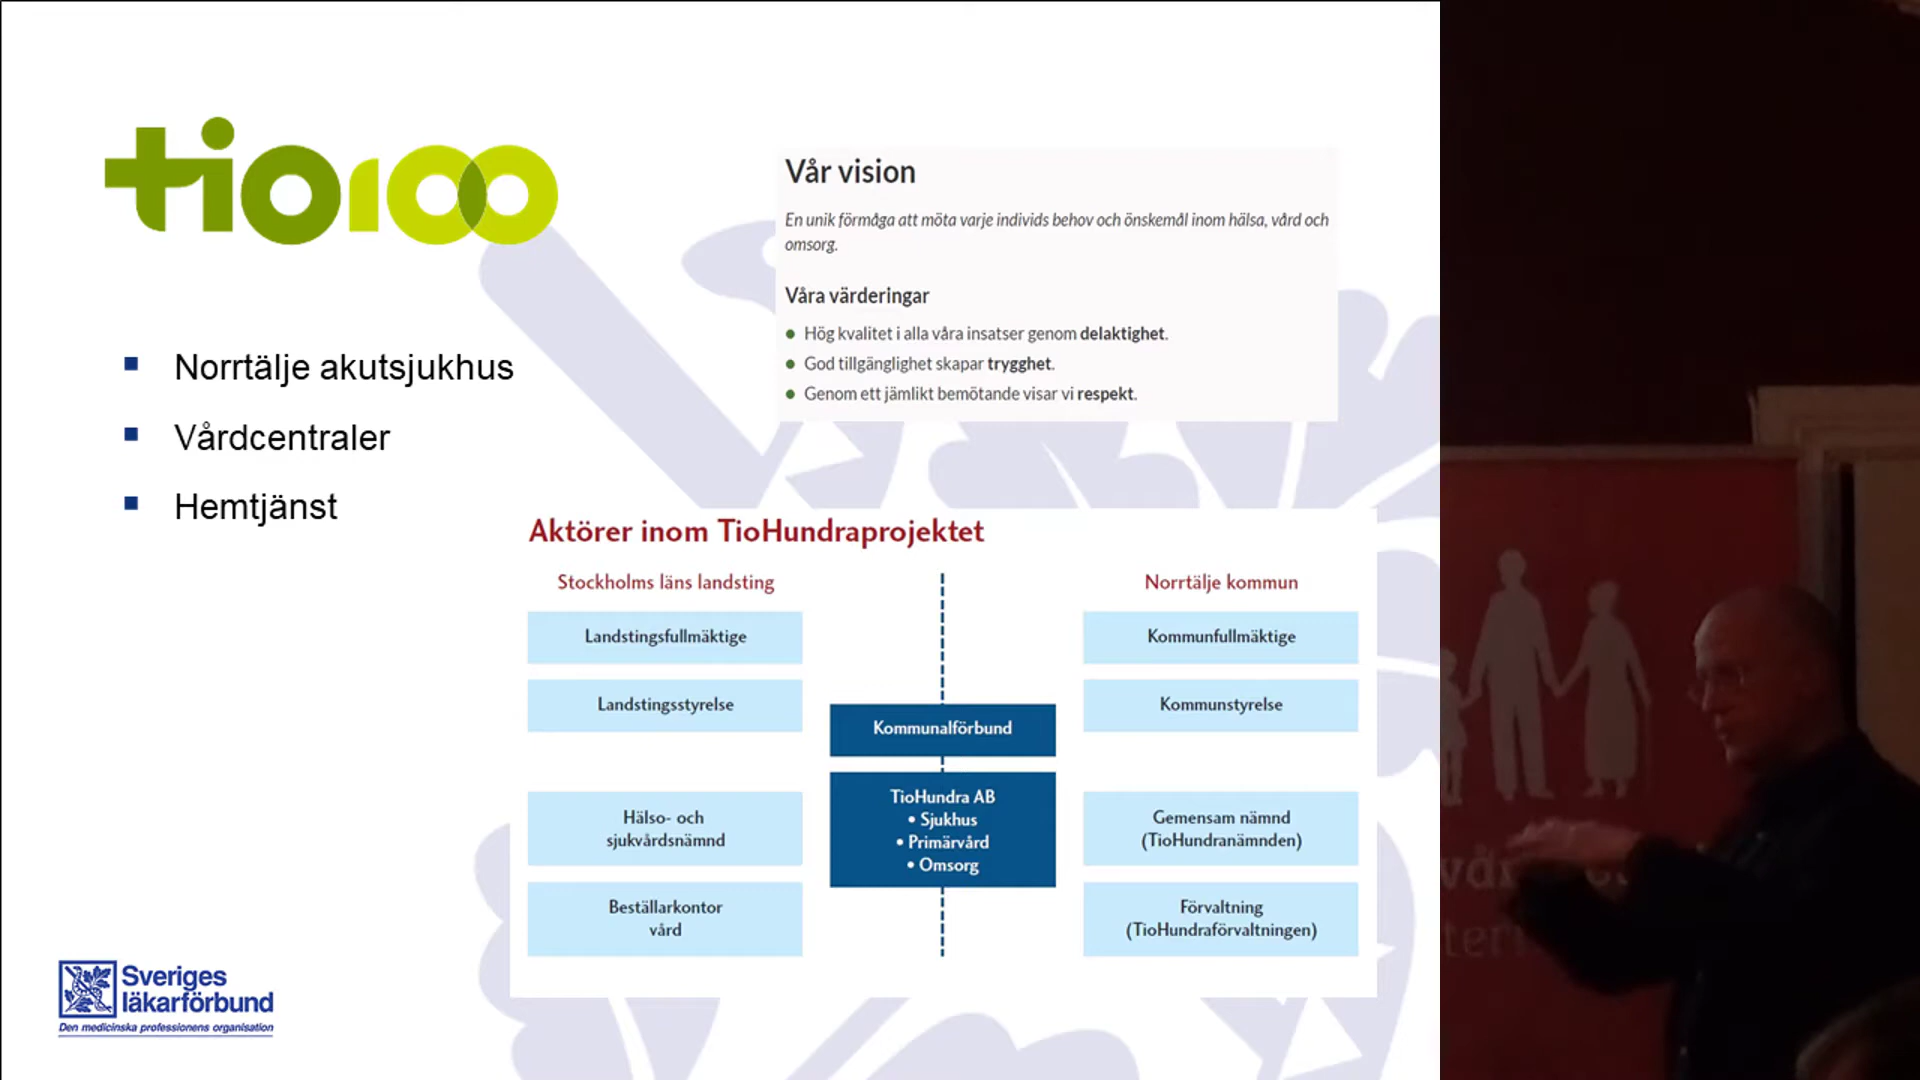 tio100
Norrtälje akutsjukhus
Vårdcentraler
Hemtjänst
Vår vision
En unik förmåga att möta varje individs behov och önskemål inom hälsa, vård och
omsorg.
Våra värderingar
Hög kvalitet i alla våra insatser genom delaktighet.
God tillgänglighet skapar trygghet.
Genom ett jämlikt bemötande visar vi respekt.
Aktörer inom TioHundraprojektet
Stockholms läns landsting
Landstingsfullmäktige
Landstingsstyrelse
Hälso- och
sjukvårdsnämnd
Beställarkontor
vård
Kommunalförbund
TioHundra AB
• Sjukhus
• Primärvård
• Omsorg
Norrtälje kommun
Kommunfullmäktige
Kommunstyrelse
Gemensam nämnd
(TioHundranämnden)
Förvaltning
(TioHundraförvaltningen)
Sveriges
läkarförbund
Den medicinska professionens organisation